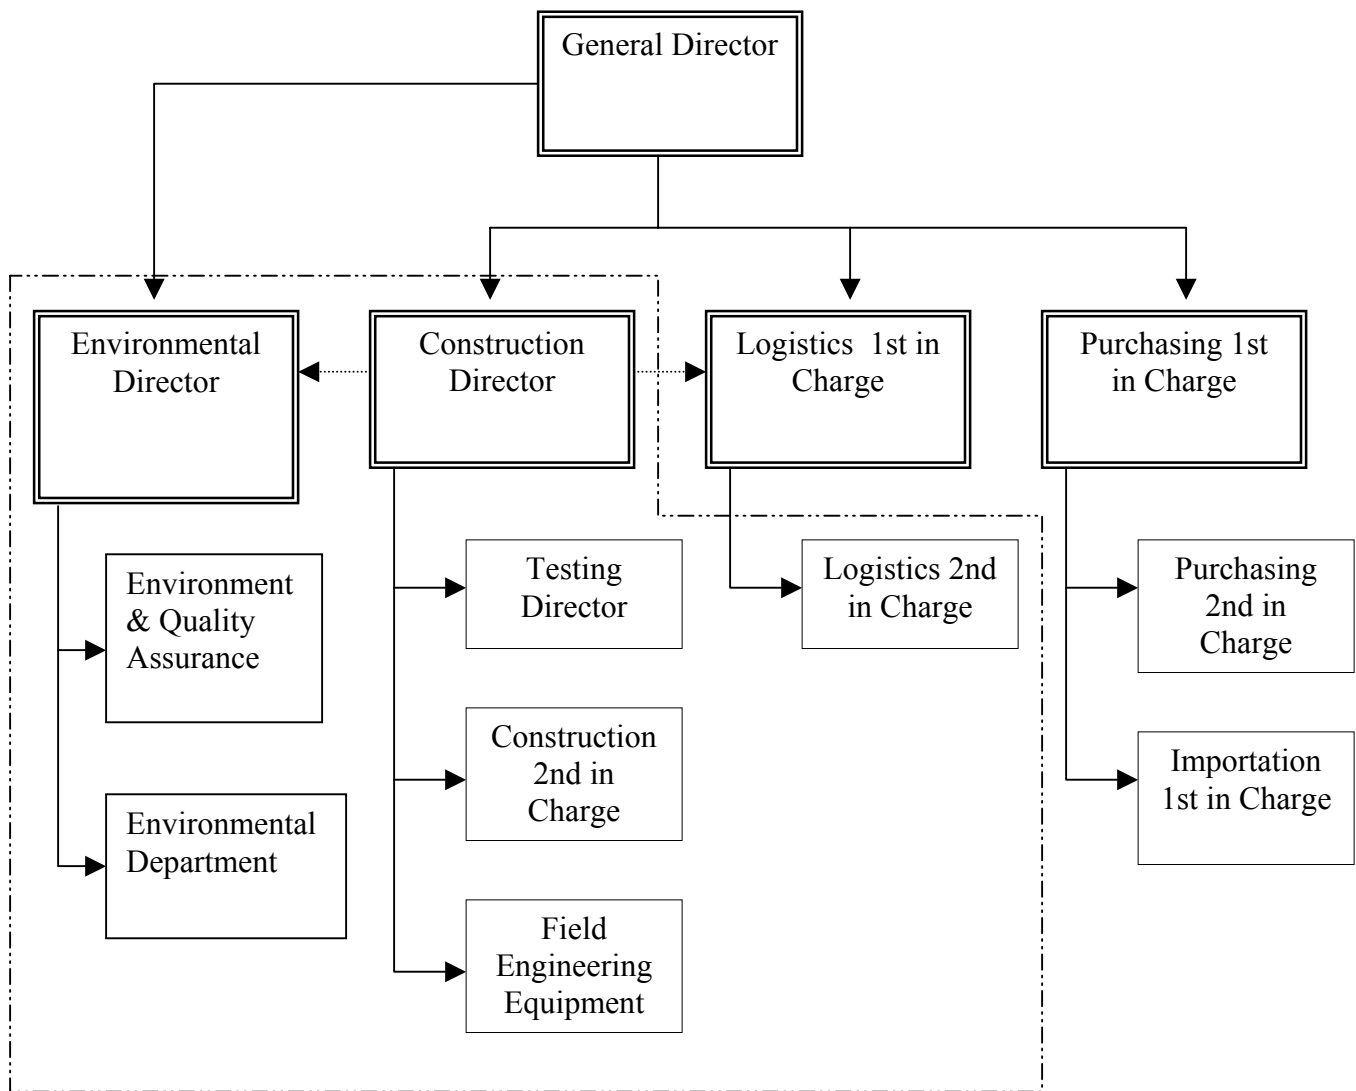 General Director
Environmental
Director
Construction
Director
Logistics  1st in
Charge
Purchasing 1st
in Charge
Environment
& Quality
Assurance
Testing
Director
Logistics 2nd
in Charge
Purchasing
2nd in
Charge
Construction
2nd in
Charge
Importation
1st in Charge
Environmental
Department
Field
Engineering
Equipment